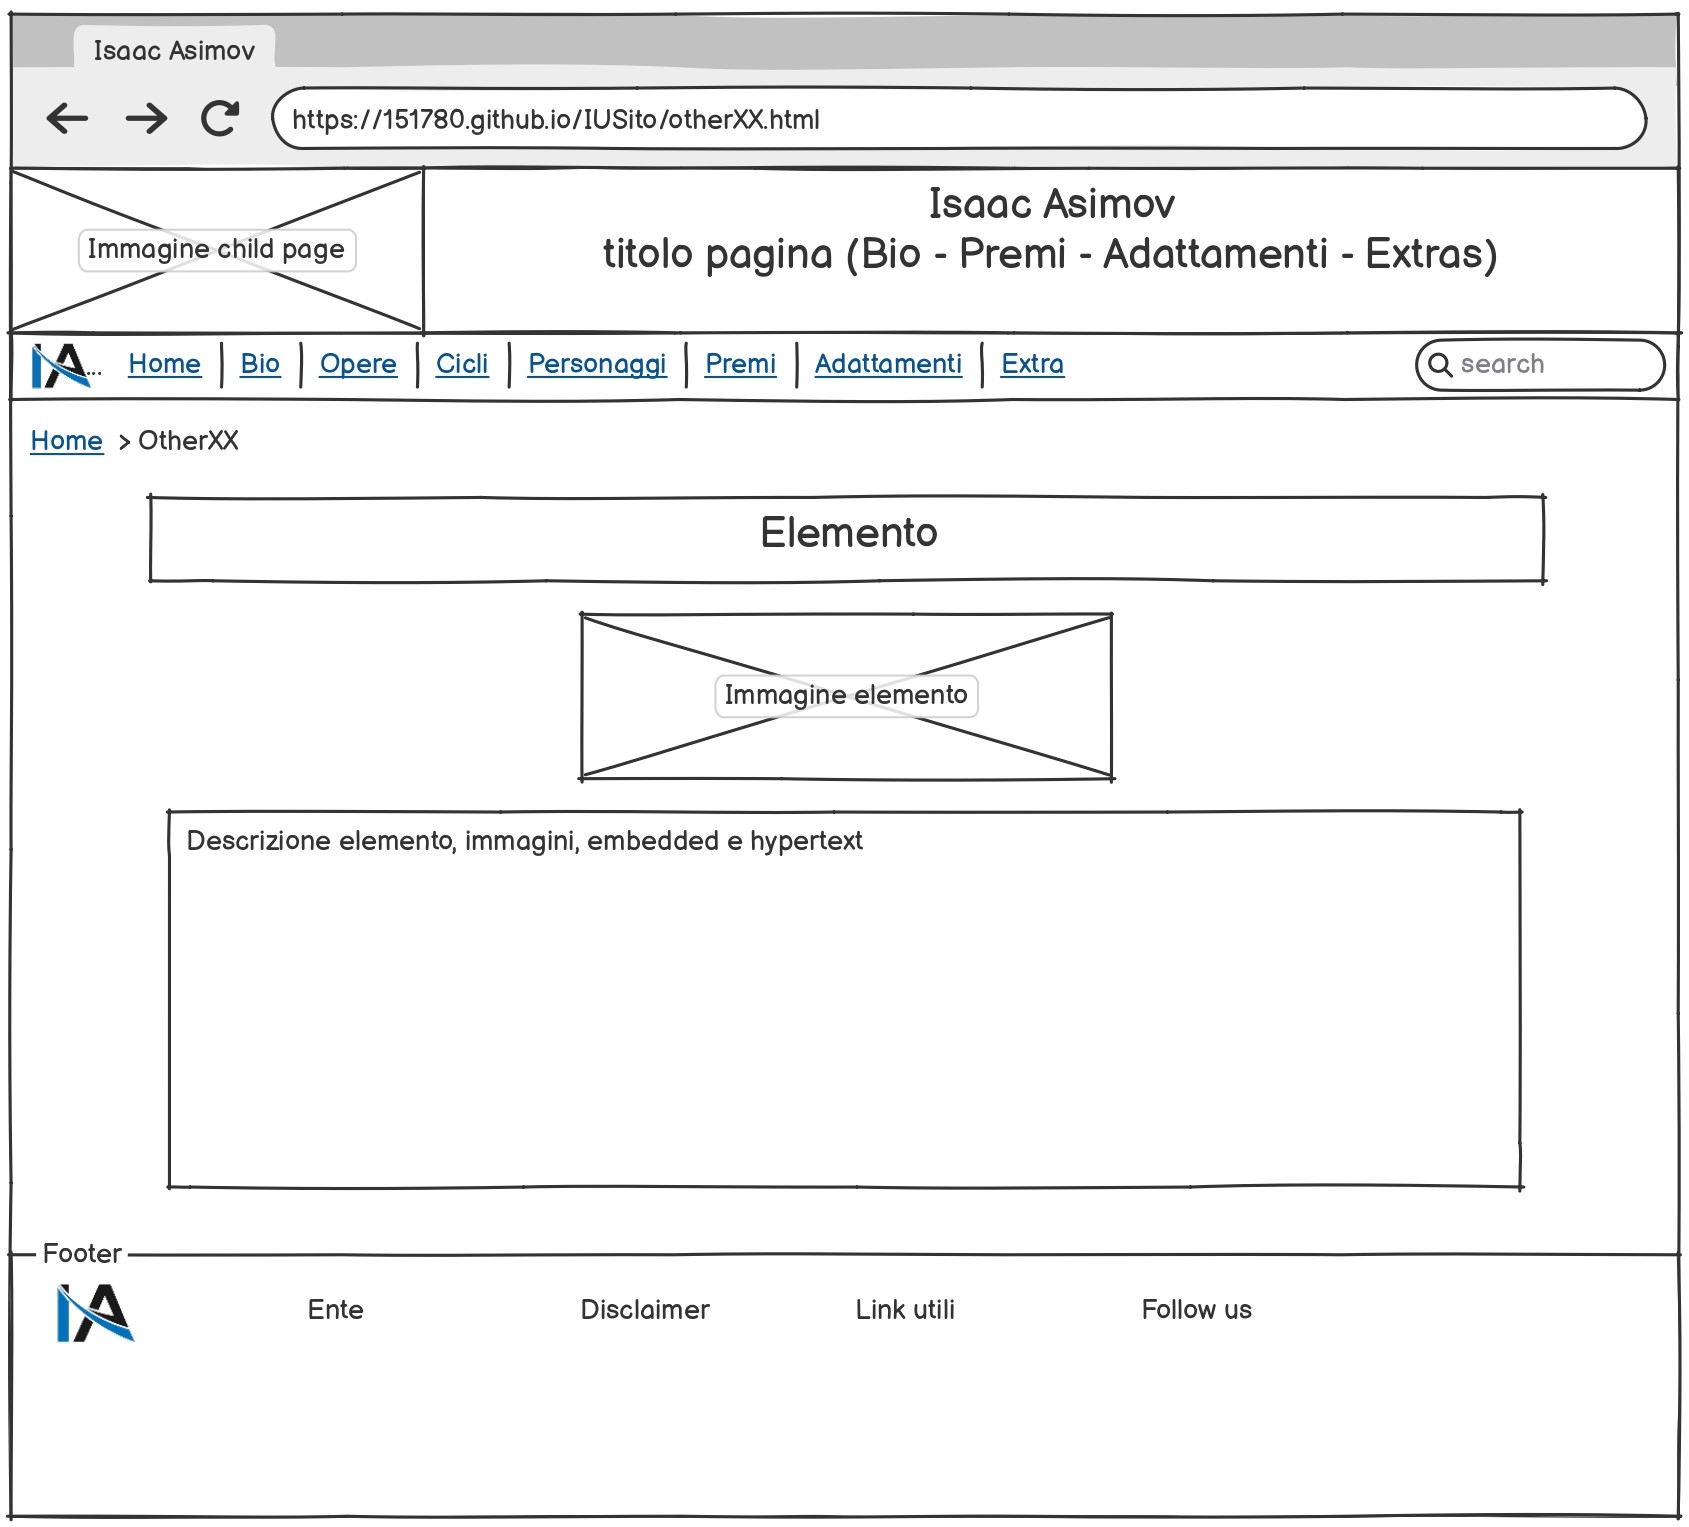 Isaac Asimov
https://151780.github.io/IUSito/otherXX.html
Immagine child page
Isaac Asimov
titolo pagina (Bio - Premi - Adattamenti - Extras)
IA... Home Bio Opere Cicli Personaggi Premi Adattamenti Extra search
Home > OtherXX
Elemento
Immagine elemento
Descrizione elemento, immagini, embedded e hypertext
Footer
IA Ente Disclaimer Link utili Follow us